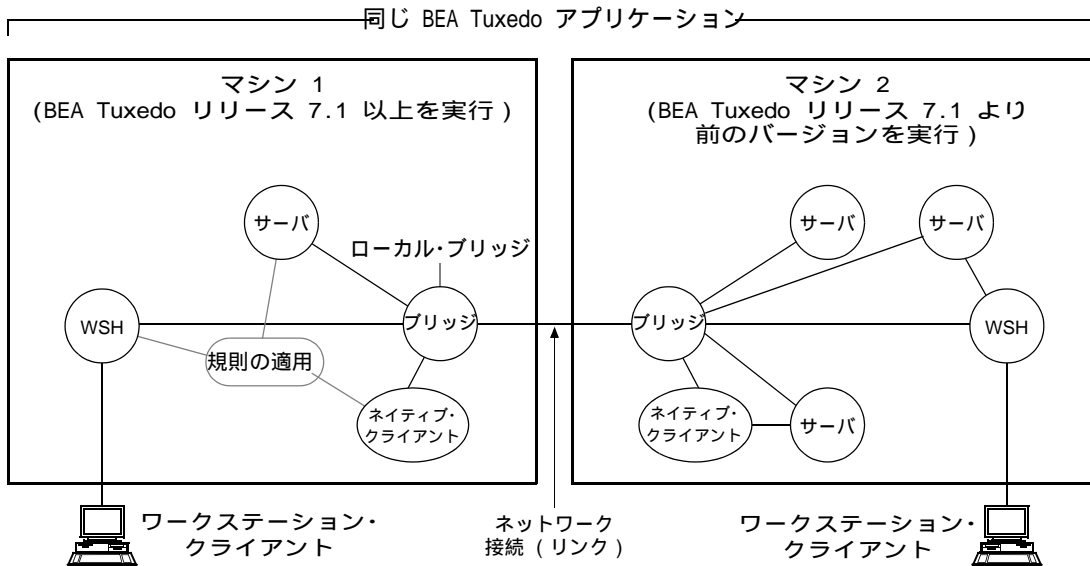 同じ BEA Tuxedo アプリケーション
マシン 1
(BEA Tuxedo リリース 7.1 以上を実行 )
サーバ
ローカル・ブリッジ
WSH
ブリッジ
規則の適用
ネイティブ・
クライアント
ワークステーション・
クライアント
マシン 2
(BEA Tuxedo リリース 7.1 より
前のバージョンを実行 )
サーバ
サーバ
ブリッジ
WSH
ネイティブ・
クライアント
サーバ
ネットワーク
接続 ( リンク )
ワークステーション・
クライアント